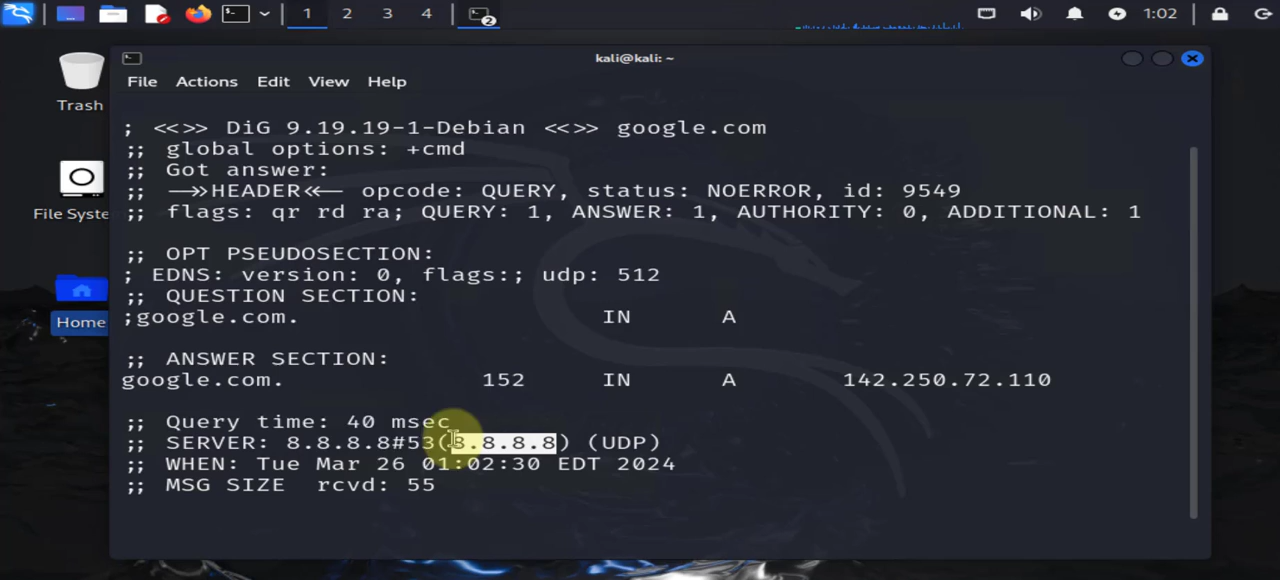 1 2 3 4 2 1:02
kali@kali: ~
File Actions Edit View Help
Trash
File Syste
Home
; <<>> DiG 9.19.19-1-Debian <<>> google.com
;; global options: +cmd
;; Got answer:
;; ->>HEADER<<- opcode: QUERY, status: NOERROR, id: 9549
;; flags: qr rd ra; QUERY: 1, ANSWER: 1, AUTHORITY: 0, ADDITIONAL: 1
;; OPT PSEUDOSECTION:
; EDNS: version: 0, flags:; udp: 512
;; QUESTION SECTION:
;google.com. IN A
;; ANSWER SECTION:
google.com. 152 IN A 142.250.72.110
;; Query time: 40 msec
;; SERVER: 8.8.8.8#53(8.8.8.8) (UDP)
;; WHEN: Tue Mar 26 01:02:30 EDT 2024
;; MSG SIZE rcvd: 55